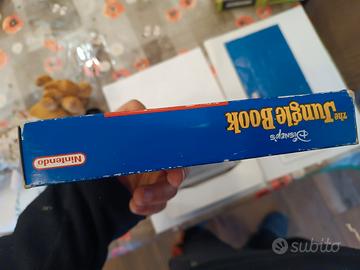 Disney's
the Jungle Book
Nintendo
subito